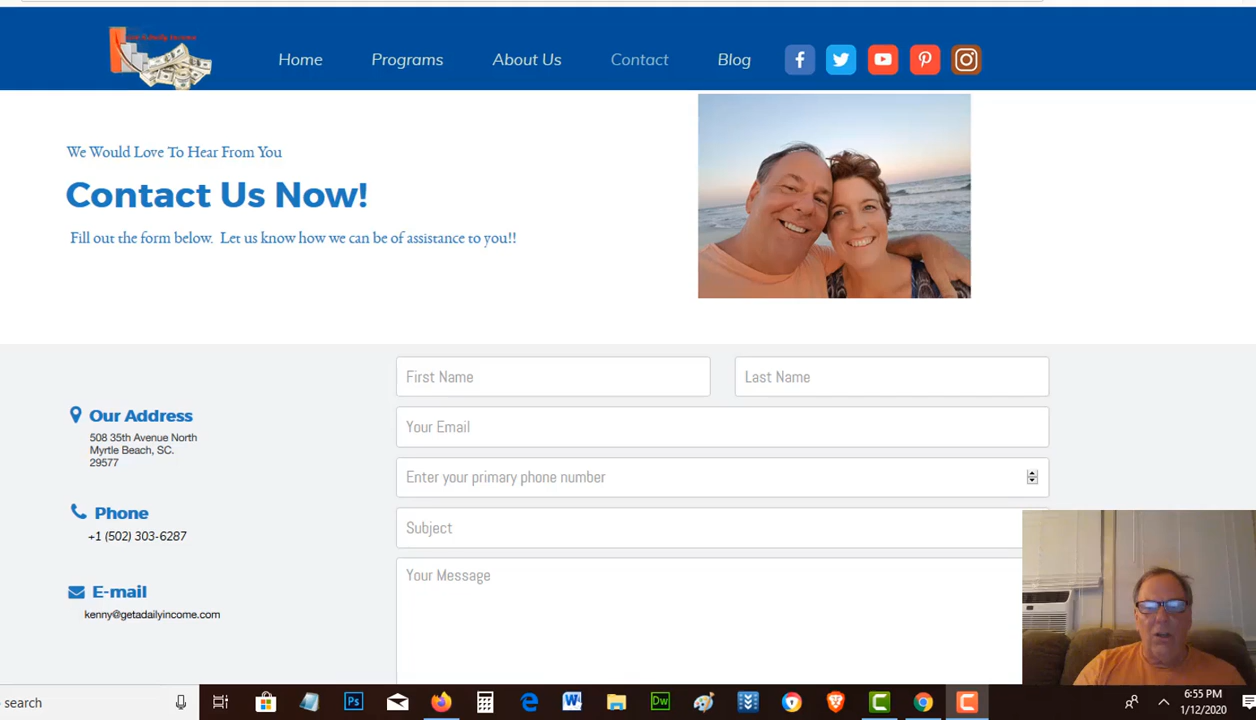 Home Programs About Us Contact Blog
We Would Love To Hear From You
Contact Us Now!
Fill out the form below. Let us know how we can be of assistance to you!!
First Name Last Name
Your Email
Our Address
508 35th Avenue North
Myrtle Beach, SC.
29577
Enter your primary phone number
Phone
+1 (502) 303-6287
Subject
E-mail
kenny@getadailyincome.com
Your Message
search
Ps
W
Dw
6:55 PM
1/12/2020